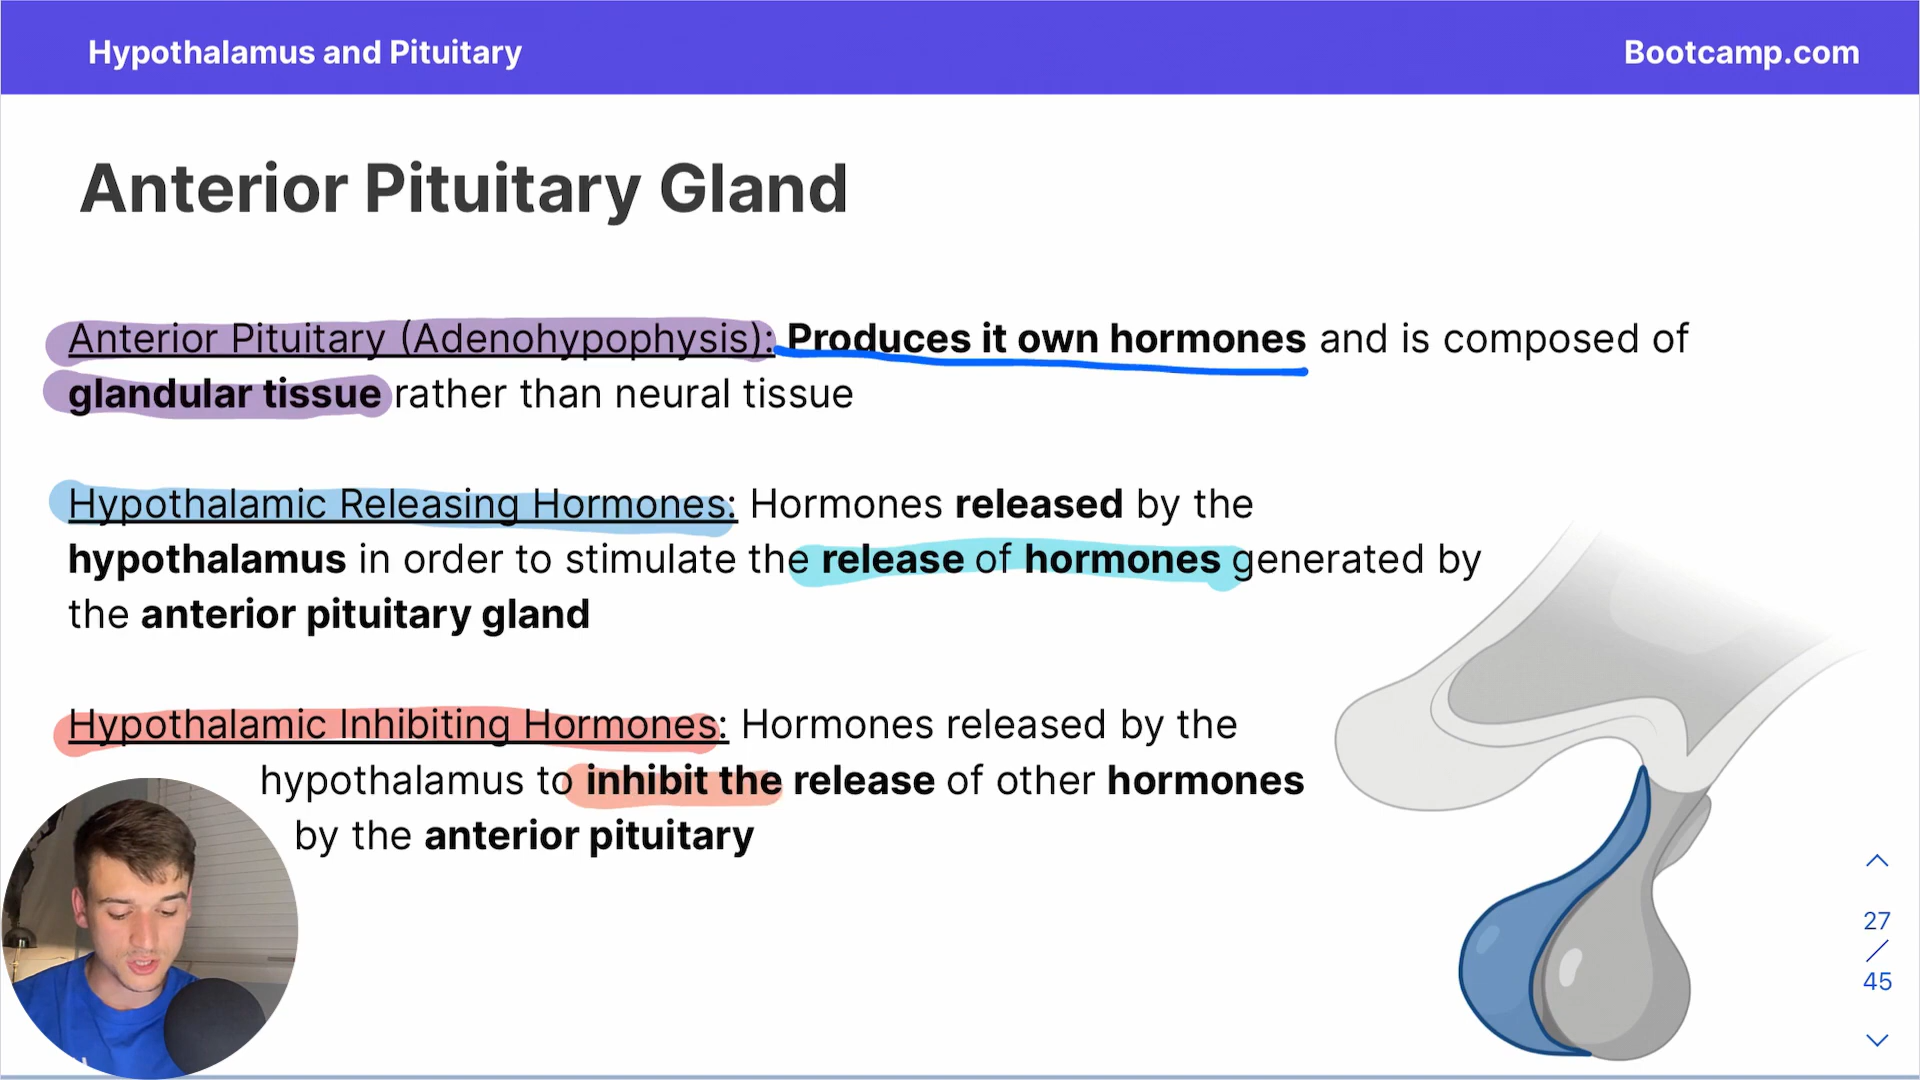 Hypothalamus and Pituitary
Bootcamp.com
Anterior Pituitary Gland
Anterior Pituitary (Adenohypophysis): Produces it own hormones and is composed of
glandular tissue rather than neural tissue
Hypothalamic Releasing Hormones: Hormones released by the
hypothalamus in order to stimulate the release of hormones generated by
the anterior pituitary gland
Hypothalamic Inhibiting Hormones: Hormones released by the
hypothalamus to inhibit the release of other hormones
by the anterior pituitary
27
/
45